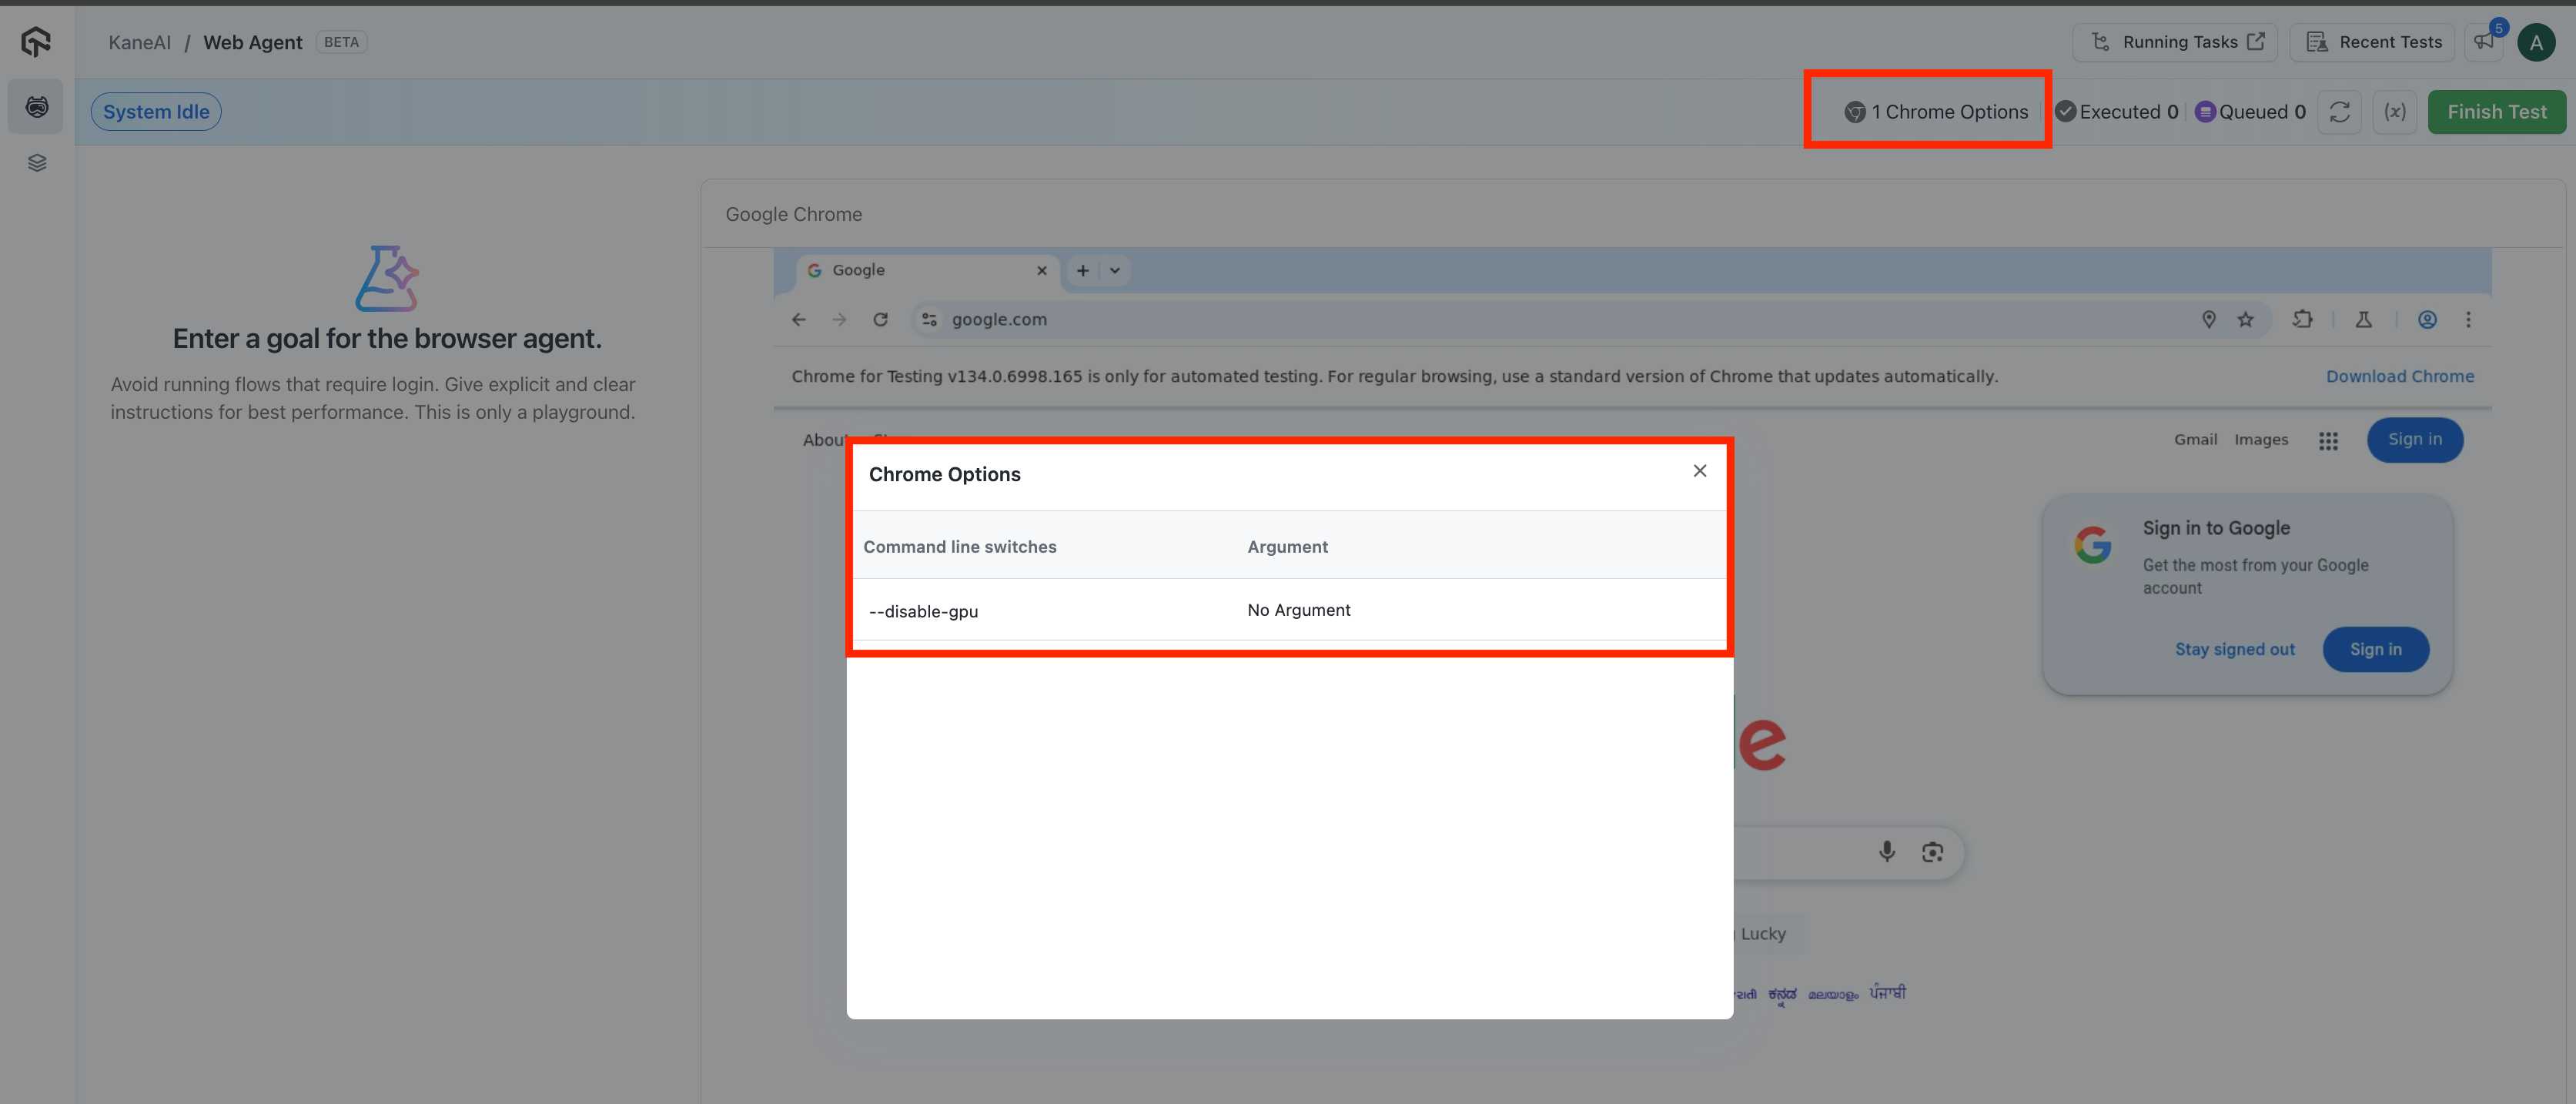 KaneAI / Web Agent BETA
Running Tasks
Recent Tests
5
A
System Idle
1 Chrome Options
Executed 0
Queued 0
(x)
Finish Test
Enter a goal for the browser agent.
Avoid running flows that require login. Give explicit and clear
instructions for best performance. This is only a playground.
Google Chrome
Google
google.com
Chrome for Testing v134.0.6998.165 is only for automated testing. For regular browsing, use a standard version of Chrome that updates automatically.
Download Chrome
Gmail Images
Sign in
Sign in to Google
Get the most from your Google
account
Stay signed out
Sign in
Chrome Options
Command line switches Argument
--disable-gpu No Argument
e
Lucky
ಕನ್ನಡ മലയാളം ਪੰਜਾਬੀ